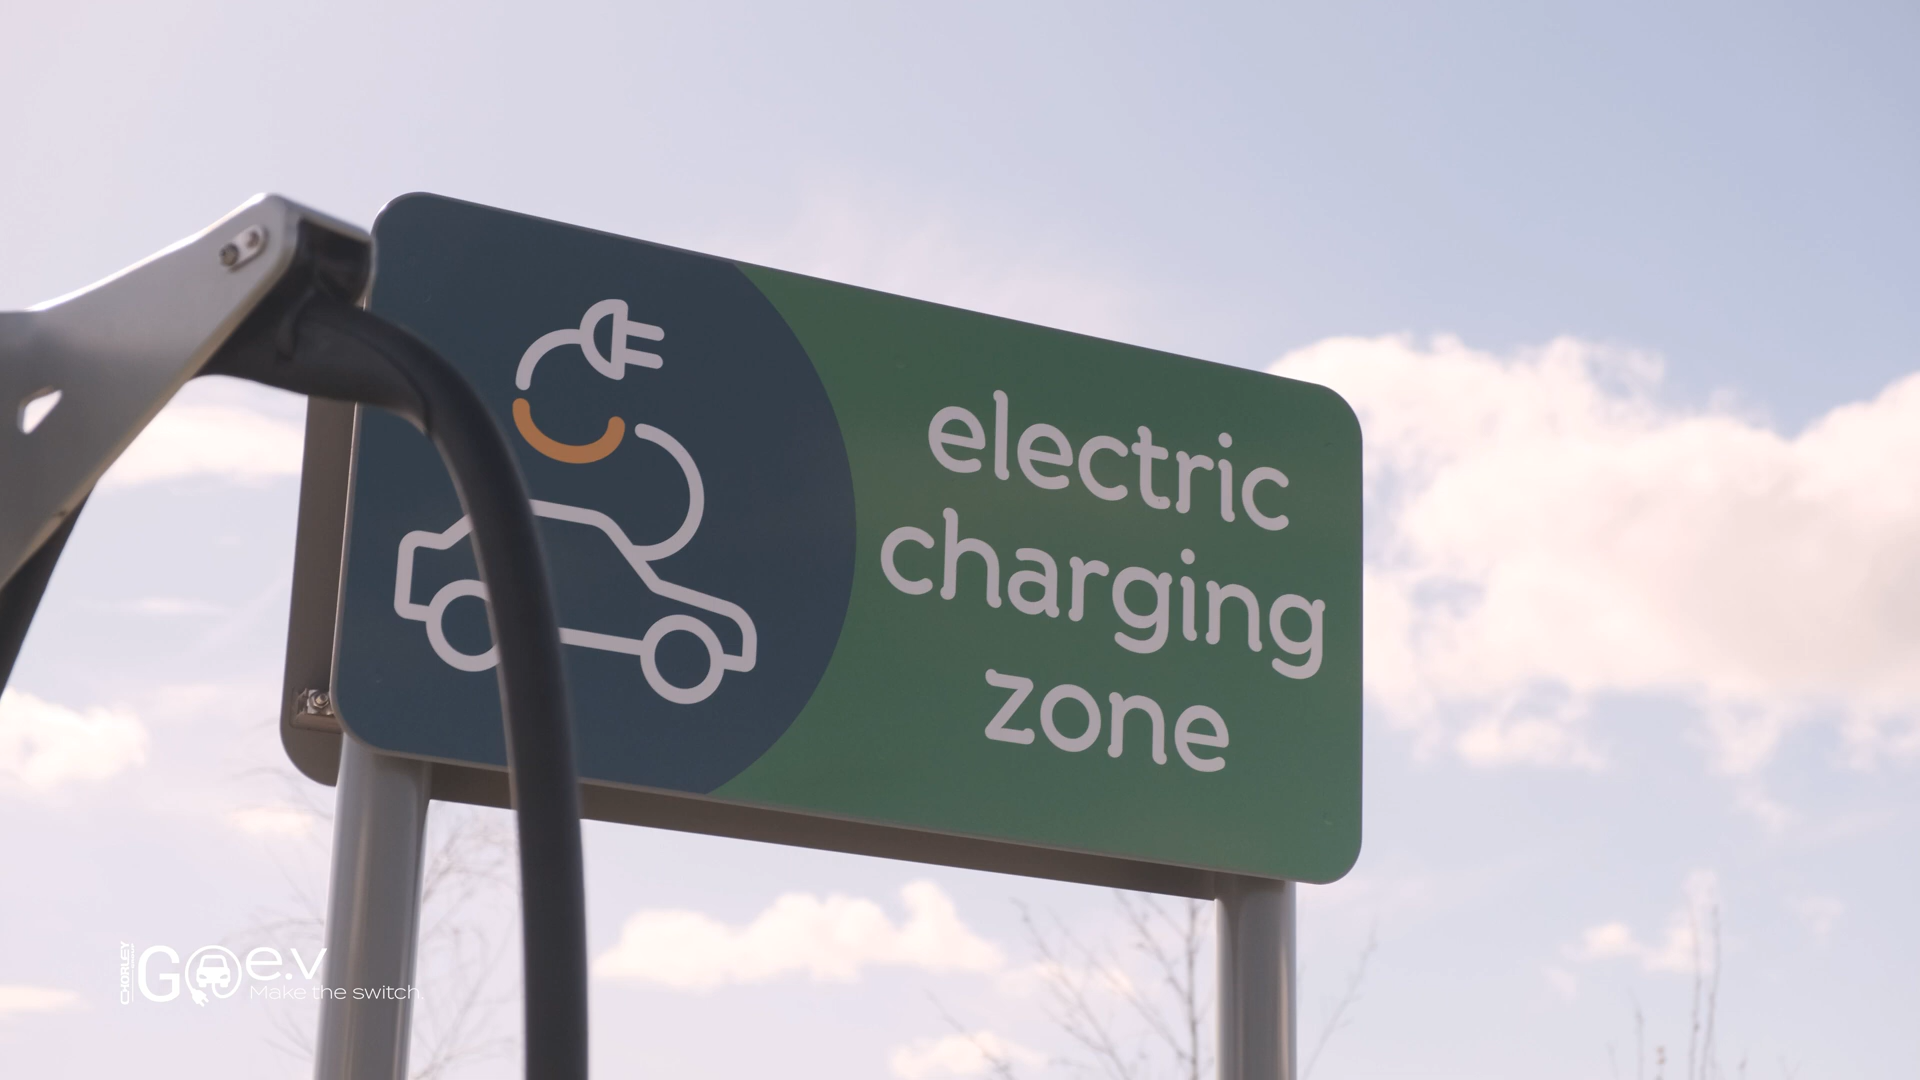 electric
charging
zone
CHORLEY
GO e.v
Make the switch.